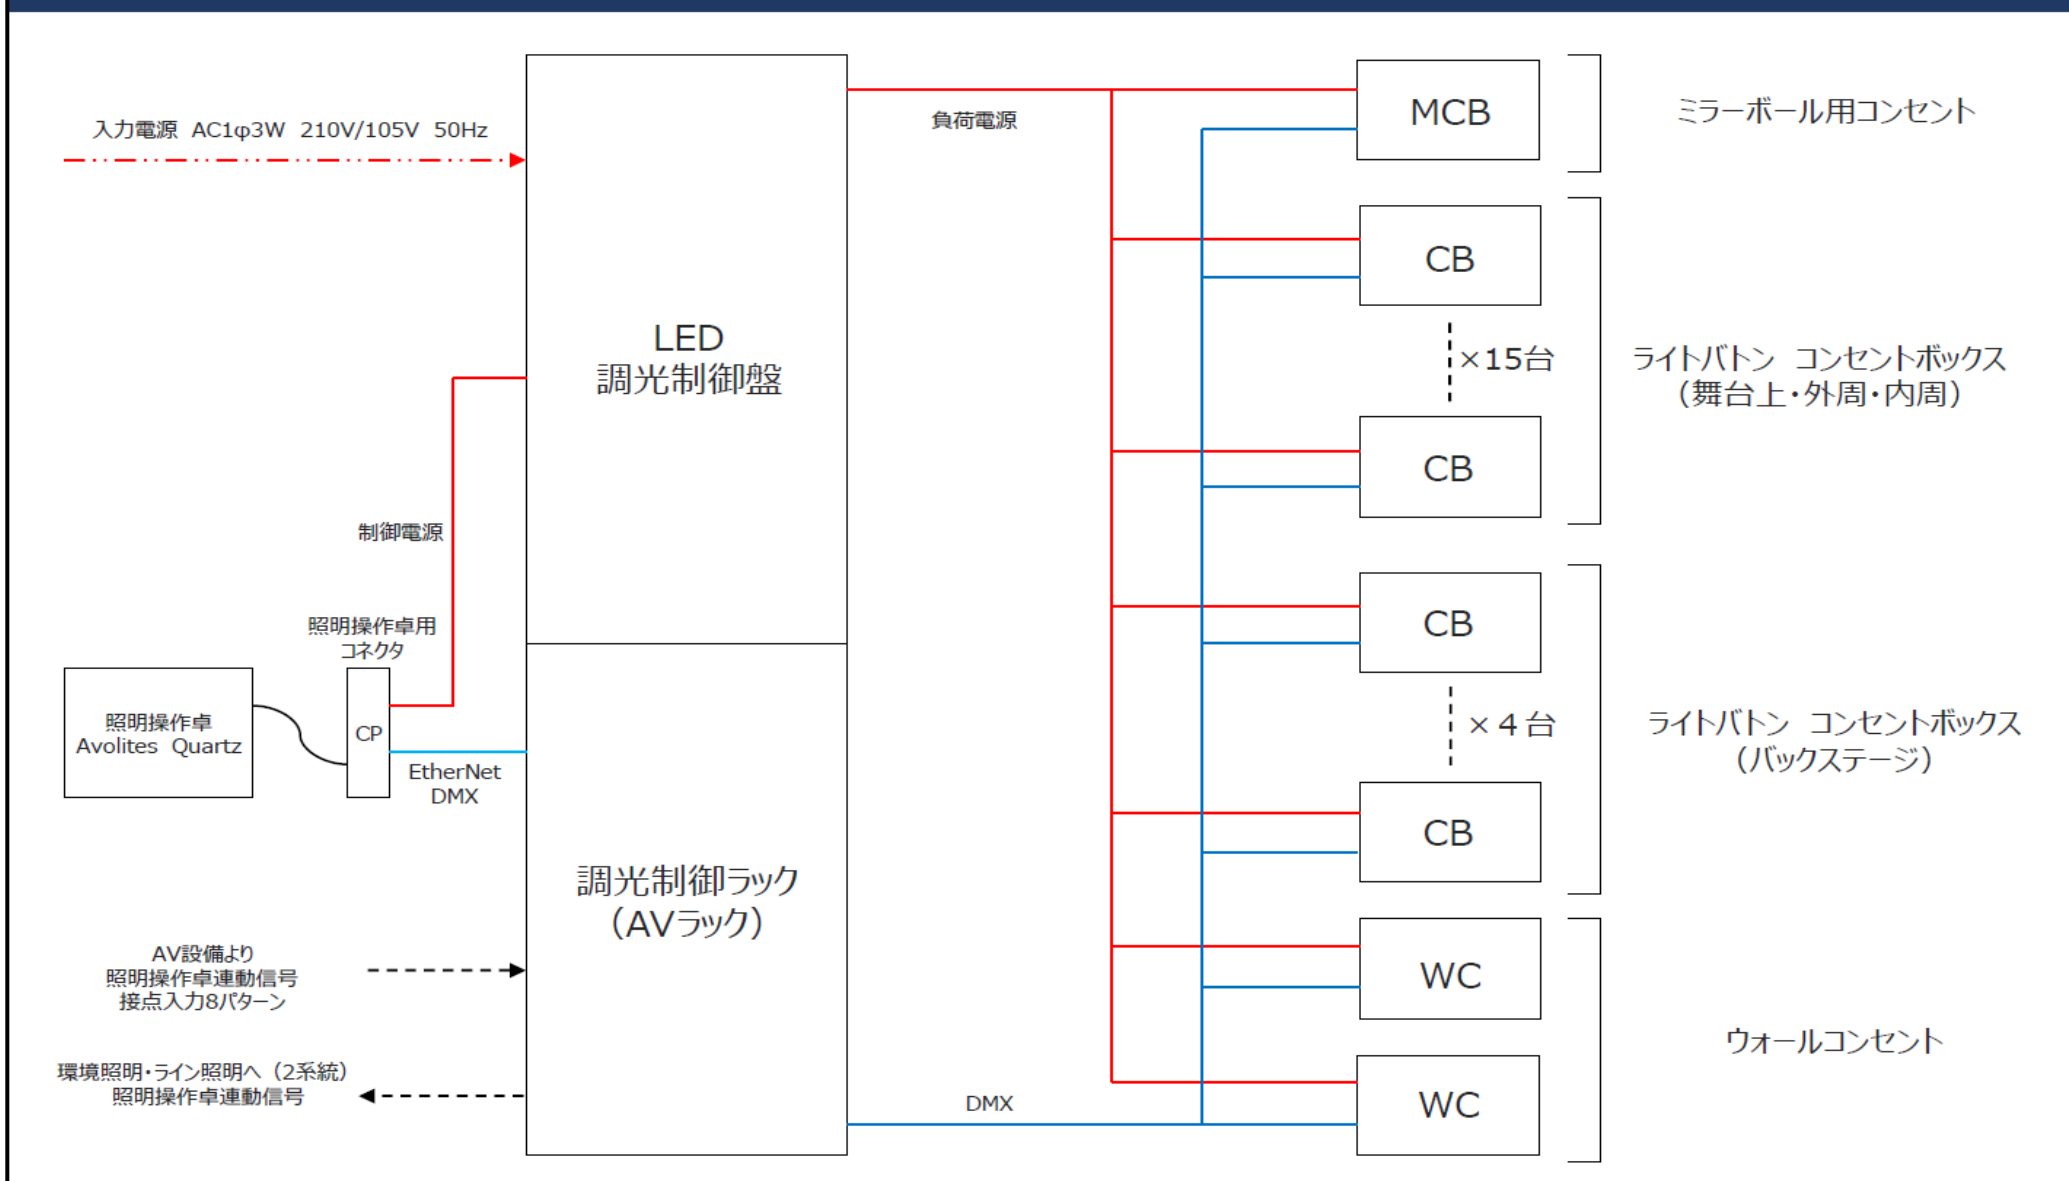 入力電源 AC1φ3W 210V/105V 50Hz
負荷電源
LED
調光制御盤
制御電源
照明操作卓用
コネクタ
照明操作卓
Avolites Quartz
CP
EtherNet
DMX
調光制御ラック
(AVラック)
AV設備より
照明操作卓連動信号
接点入力8パターン
環境照明・ライン照明へ (2系統)
照明操作卓連動信号
DMX
MCB
ミラーボール用コンセント
CB
×15台
CB
ライトバトン コンセントボックス
(舞台上・外周・内周)
CB
×4台
CB
ライトバトン コンセントボックス
(バックステージ)
WC
WC
ウォールコンセント